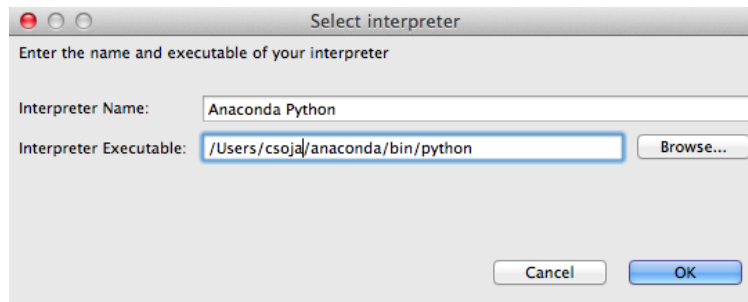 Select interpreter
Enter the name and executable of your interpreter
Interpreter Name: Anaconda Python
Interpreter Executable: /Users/csoja/anaconda/bin/python Browse...
Cancel OK